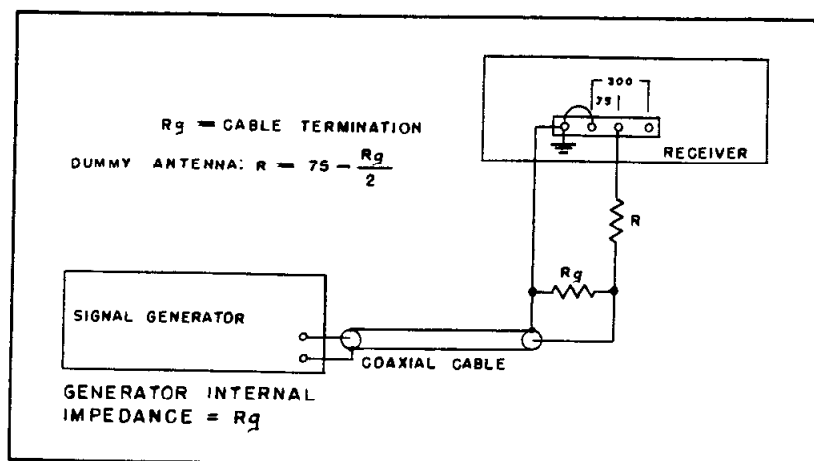 300
75
RECEIVER
Rg = CABLE TERMINATION
DUMMY ANTENNA: R = 75 - Rg/2
R
Rg
SIGNAL GENERATOR
COAXIAL CABLE
GENERATOR INTERNAL
IMPEDANCE = Rg